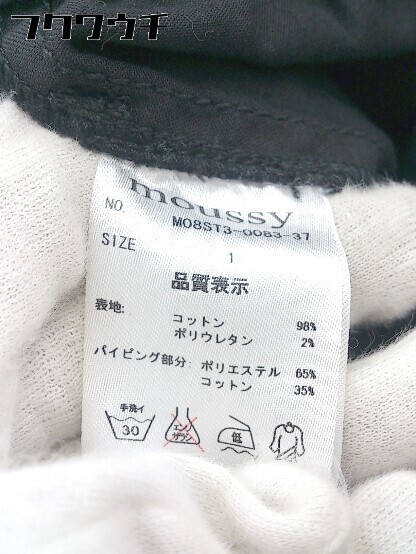 フクワウチ
moussy
NO. M08ST3-0083-37
SIZE 1
品質表示
表地: コットン 98%
ポリウレタン 2%
パイピング部分: ポリエステル 65%
コットン 35%
手洗イ
30
エンソ
サラシ
低